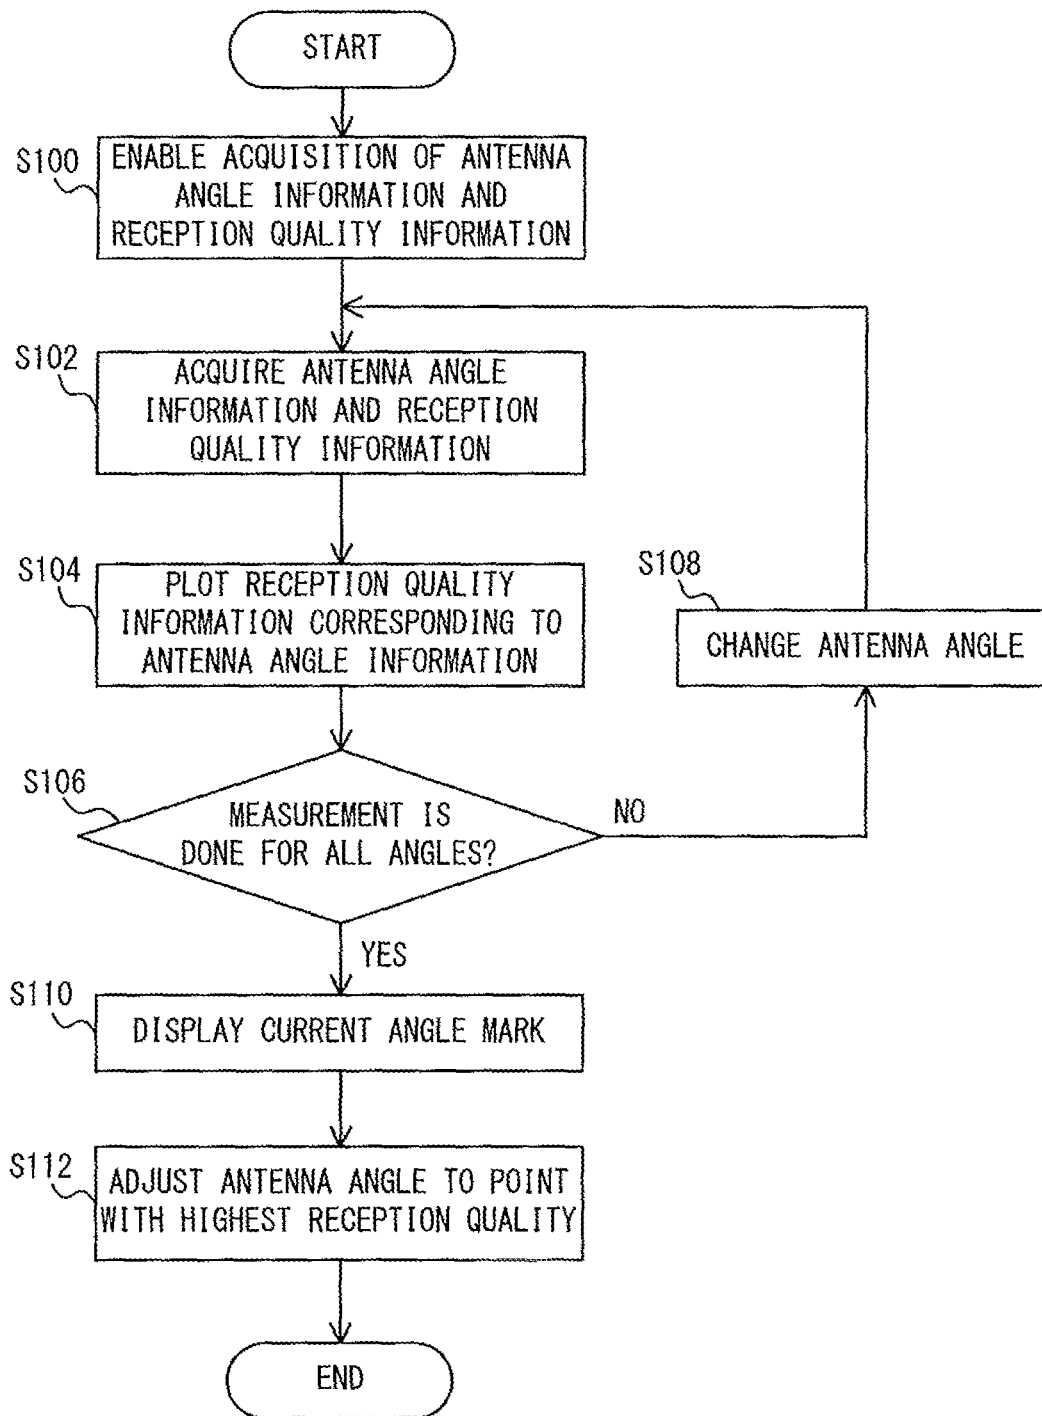 START
S100
ENABLE ACQUISITION OF ANTENNA
ANGLE INFORMATION AND
RECEPTION QUALITY INFORMATION
S102
ACQUIRE ANTENNA ANGLE
INFORMATION AND RECEPTION
QUALITY INFORMATION
S104
PLOT RECEPTION QUALITY
INFORMATION CORRESPONDING TO
ANTENNA ANGLE INFORMATION
S108
CHANGE ANTENNA ANGLE
S106
MEASUREMENT IS
DONE FOR ALL ANGLES?
NO
YES
S110
DISPLAY CURRENT ANGLE MARK
S112
ADJUST ANTENNA ANGLE TO POINT
WITH HIGHEST RECEPTION QUALITY
END